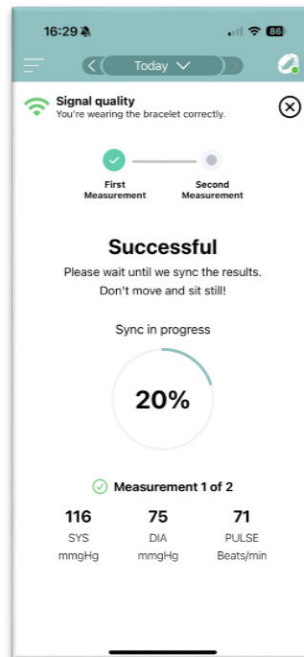 16:29
86
Today
Signal quality
You're wearing the bracelet correctly.
First
Measurement
Second
Measurement
Successful
Please wait until we sync the results.
Don't move and sit still!
Sync in progress
20%
Measurement 1 of 2
116
75
71
SYS
DIA
PULSE
mmgHg
mmgHg
Beats/min